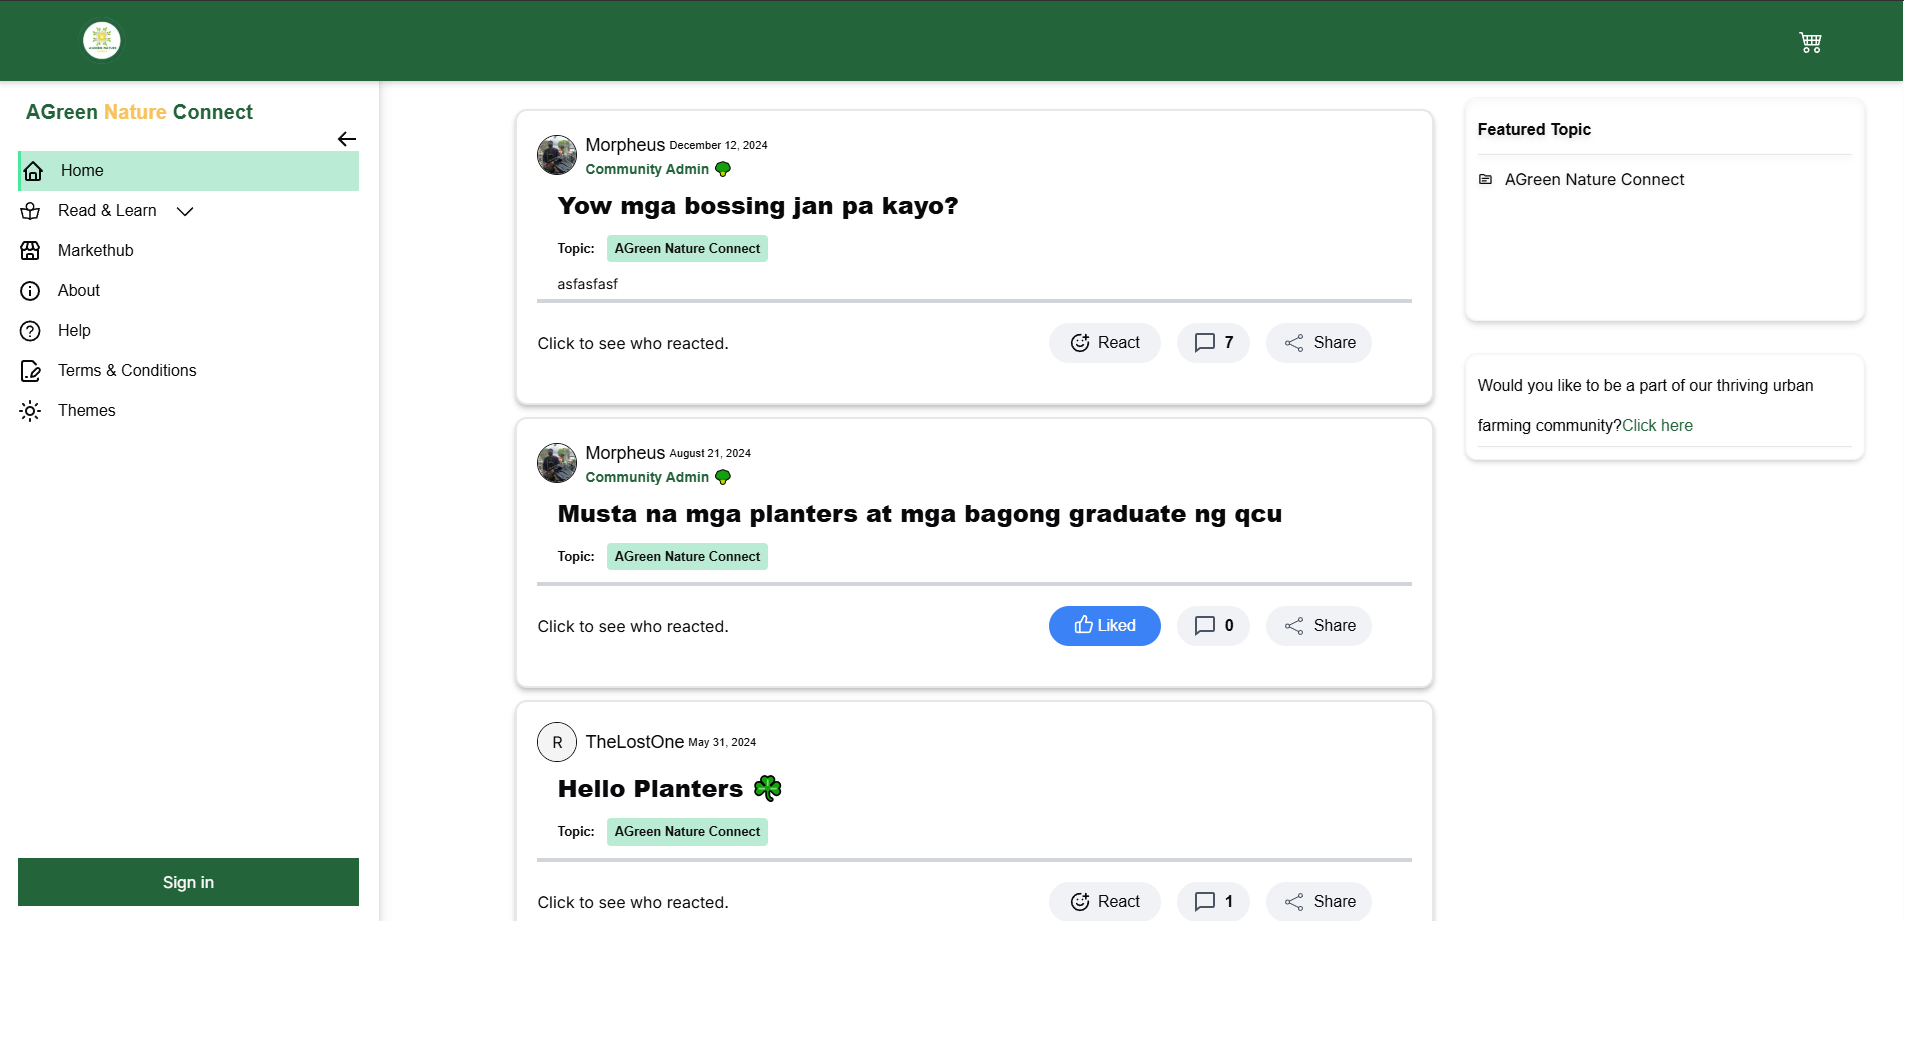 AGreen Nature Connect
Home
Read & Learn
Markethub
About
Help
Terms & Conditions
Themes
Sign in
Morpheus December 12, 2024
Community Admin
Yow mga bossing jan pa kayo?
Topic: AGreen Nature Connect
asfasfasf
Click to see who reacted.
React
7
Share
Morpheus August 21, 2024
Community Admin
Musta na mga planters at mga bagong graduate ng qcu
Topic: AGreen Nature Connect
Click to see who reacted.
Liked
0
Share
R
TheLostOne May 31, 2024
Hello Planters ☘️
Topic: AGreen Nature Connect
Click to see who reacted.
React
1
Share
Featured Topic
AGreen Nature Connect
Would you like to be a part of our thriving urban
farming community?Click here